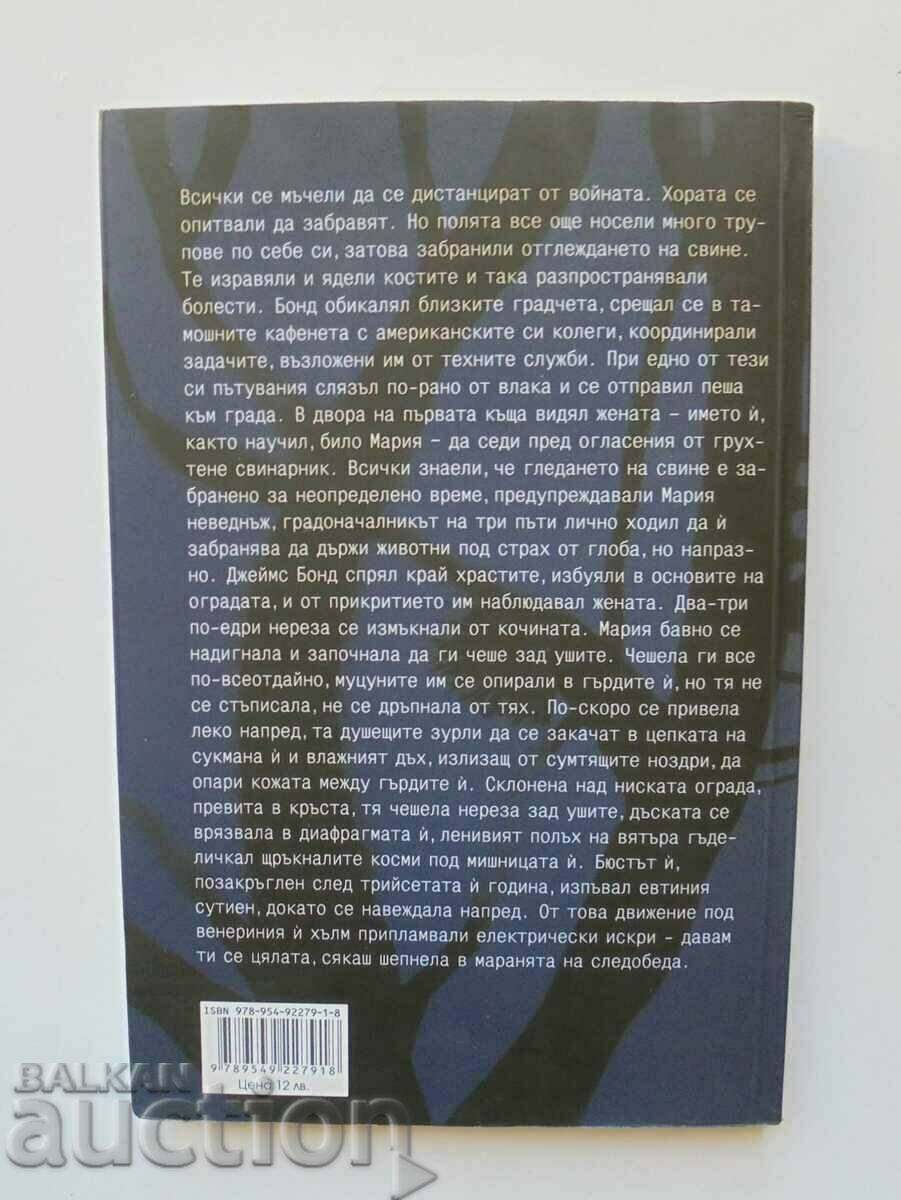 Всички се мъчели да се дистанцират от войната. Хората се
опитвали да забравят. Но полята все още носели много тру-
пове по себе си, затова забранили отглеждането на свине.
Те изравяли и ядели костите и така разпространявали
болести. Бонд обикалял близките градчета, срещал се в та-
мошните кафенета с американските си колеги, координирали
задачите, възложени им от техните служби. При едно от тези
си пътувания слязъл по-рано от влака и се отправил пеша
към града. В двора на първата къща видял жената – името ѝ,
както научил, било Мария – да седи пред огласения от грух-
тене свинарник. Всички знаели, че гледането на свине е за-
бранено за неопределено време, предупреждавали Мария
неведнъж, градоначалникът на три пъти лично ходил да ѝ
забранява да държи животни под страх от глоба, но напраз-
но. Джеймс Бонд спрял край храстите, избуяли в основите на
оградата, и от прикритието им наблюдавал жената. Два-три
по-едри нереза се измъкнали от кочината. Мария бавно се
надигнала и започнала да ги чеше зад ушите. Чешела ги все
по-всеотдайно, муцуните им се опирали в гърдите ѝ, но тя не
се стъписала, не се дръпнала от тях. По-скоро се привела
леко напред, та душещите зурли да се закачат в цепката на
сукмана ѝ и влажният дъх, излизащ от сумтящите ноздри, да
опари кожата между гърдите ѝ. Склонена над ниската ограда,
превита в кръста, тя чешела нереза зад ушите, дъската се
врязвала в диафрагмата ѝ, ленивият полъх на вятъра гъде-
личкал щръкналите косми под мишницата ѝ. Бюстът ѝ,
позакръглен след трийсетата ѝ година, изпъвал евтиния
сутиен, докато се навеждала напред. От това движение под
венериния ѝ хълм припламвали електрически искри – давам
ти се цялата, сякаш шепнела в маранята на следобеда.
ISBN 978-954-92279-1-8
9 789549 227918
Цена 12 лв.
BALKAN
auction